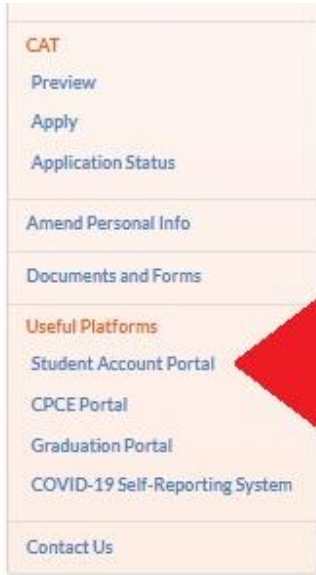 CAT
Preview
Apply
Application Status
Amend Personal Info
Documents and Forms
Useful Platforms
Student Account Portal
CPCE Portal
Graduation Portal
COVID-19 Self-Reporting System
Contact Us